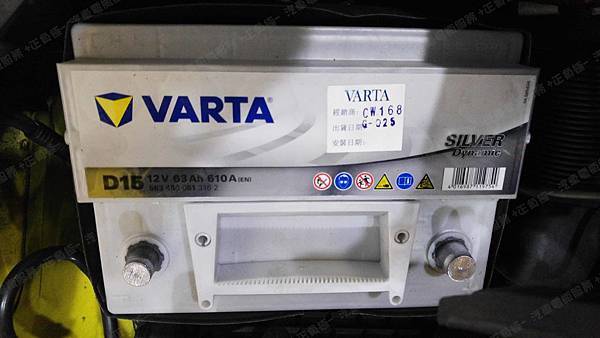 VARTA
VARTA
經銷商: CW168
出貨日期: G-025
安裝日期:
SILVER
Dynamic
D15 12V 63Ah 610A (EN)
563 400 061 316 2